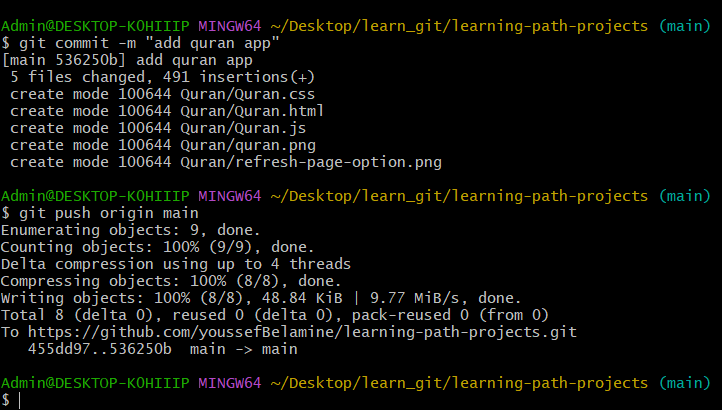 Admin@DESKTOP-K0HIIIP MINGW64 ~/Desktop/learn_git/learning-path-projects (main)
$ git commit -m "add quran app"
[main 536250b] add quran app
 5 files changed, 491 insertions(+)
 create mode 100644 Quran/Quran.css
 create mode 100644 Quran/Quran.html
 create mode 100644 Quran/Quran.js
 create mode 100644 Quran/quran.png
 create mode 100644 Quran/refresh-page-option.png

Admin@DESKTOP-K0HIIIP MINGW64 ~/Desktop/learn_git/learning-path-projects (main)
$ git push origin main
Enumerating objects: 9, done.
Counting objects: 100% (9/9), done.
Delta compression using up to 4 threads
Compressing objects: 100% (8/8), done.
Writing objects: 100% (8/8), 48.84 KiB | 9.77 MiB/s, done.
Total 8 (delta 0), reused 0 (delta 0), pack-reused 0 (from 0)
To https://github.com/youssefBelamine/learning-path-projects.git
   455dd97..536250b  main -> main

Admin@DESKTOP-K0HIIIP MINGW64 ~/Desktop/learn_git/learning-path-projects (main)
$